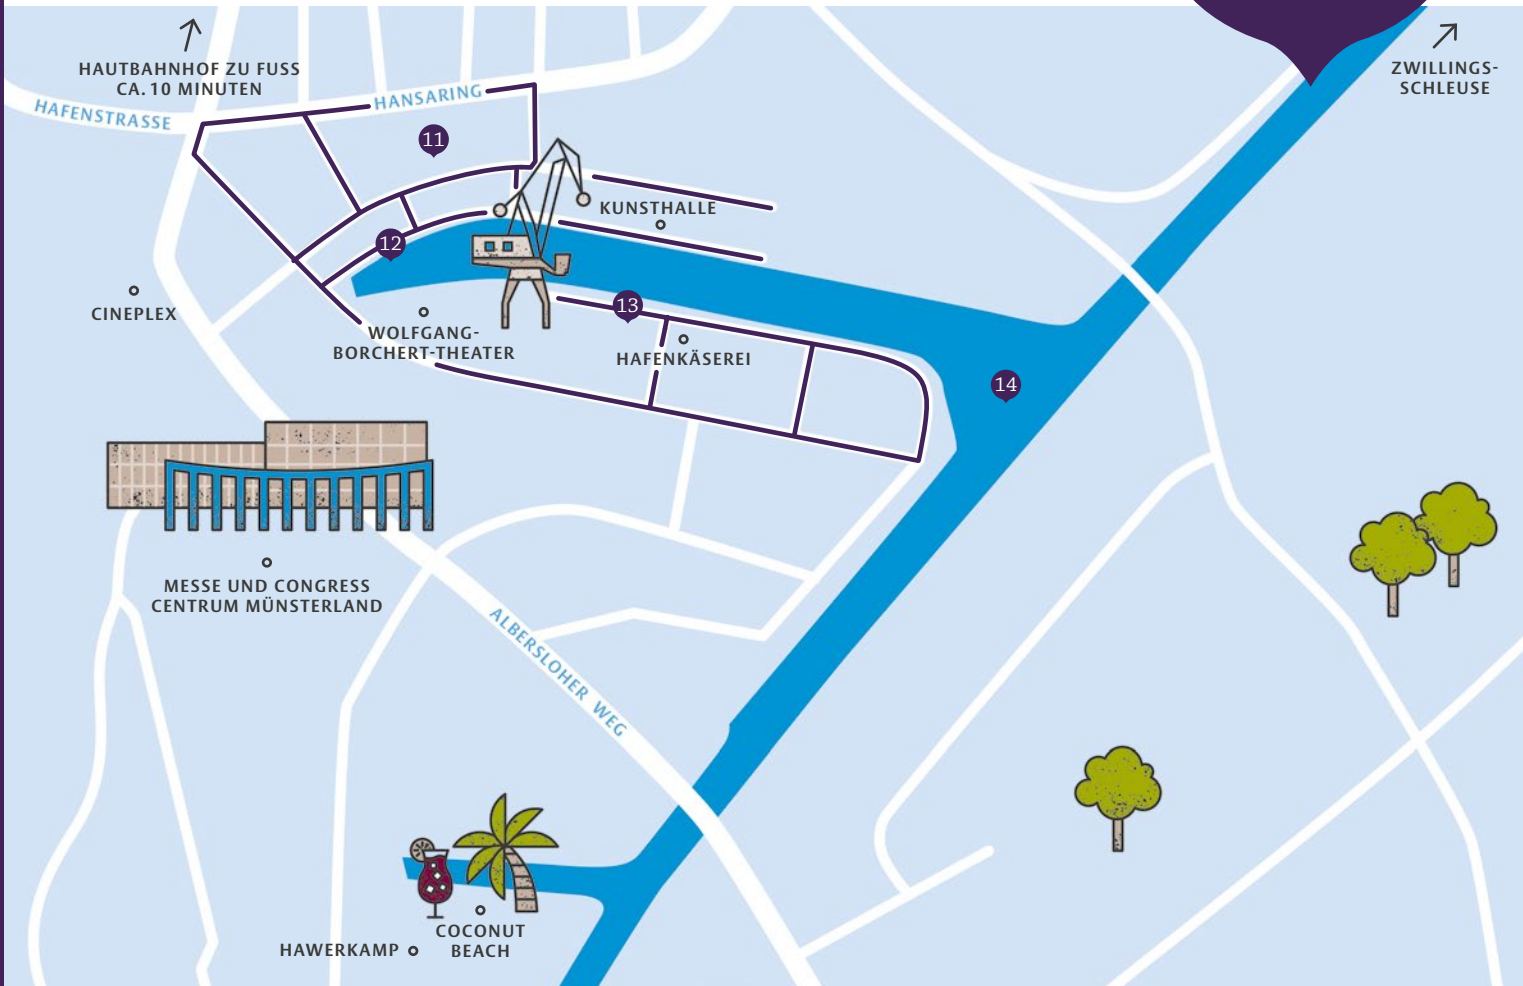 HAUTBAHNHOF ZU FUSS
CA. 10 MINUTEN
ZWILLINGS-
SCHLEUSE
HAFENSTRASSE
HANSARING
11
KUNSTHALLE
12
CINEPLEX
13
WOLFGANG-
BORCHERT-THEATER
HAFENKÄSEREI
14
MESSE UND CONGRESS
CENTRUM MÜNSTERLAND
ALBERSLOHER WEG
COCONUT
BEACH
HAWERKAMP